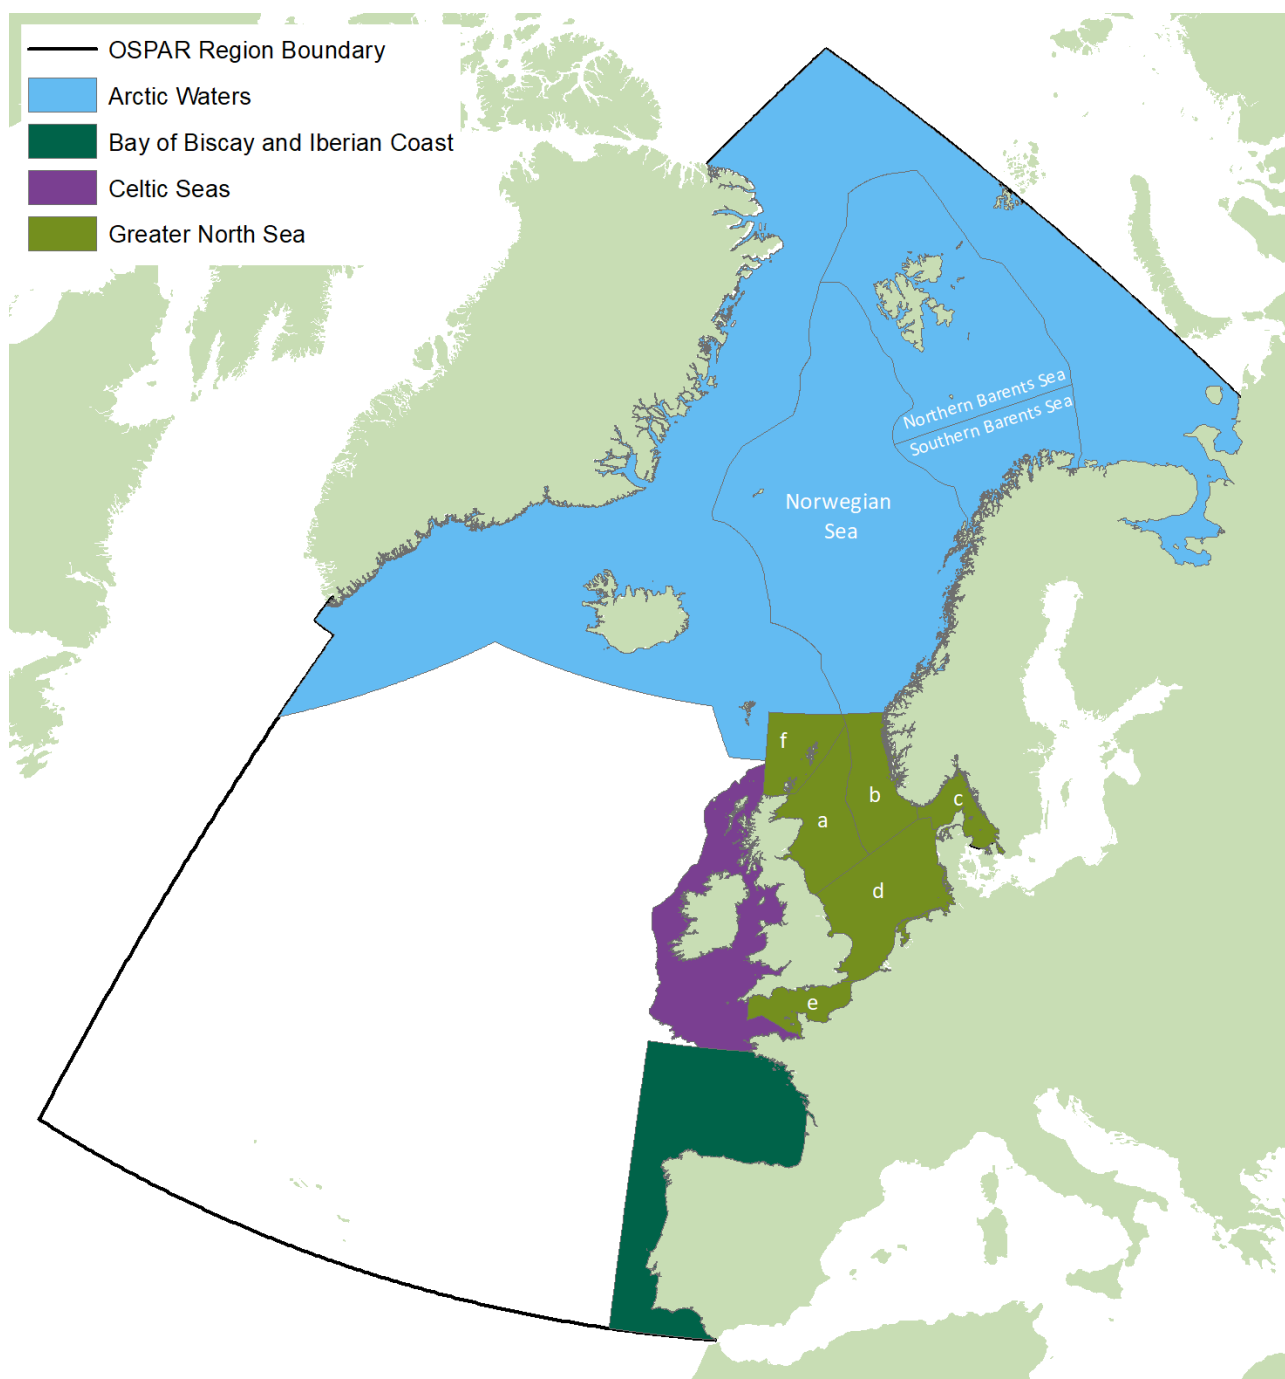 OSPAR Region Boundary
Arctic Waters
Bay of Biscay and Iberian Coast
Celtic Seas
Greater North Sea
Northern Barents Sea
Southern Barents Sea
Norwegian
Sea
f
b
c
a
d
e